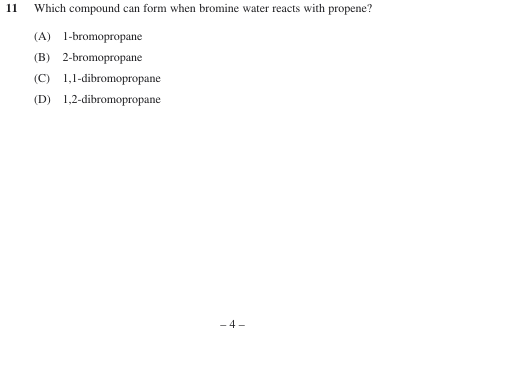 11 Which compound can form when bromine water reacts with propene?
(A) 1-bromopropane
(B) 2-bromopropane
(C) 1,1-dibromopropane
(D) 1,2-dibromopropane
– 4 –